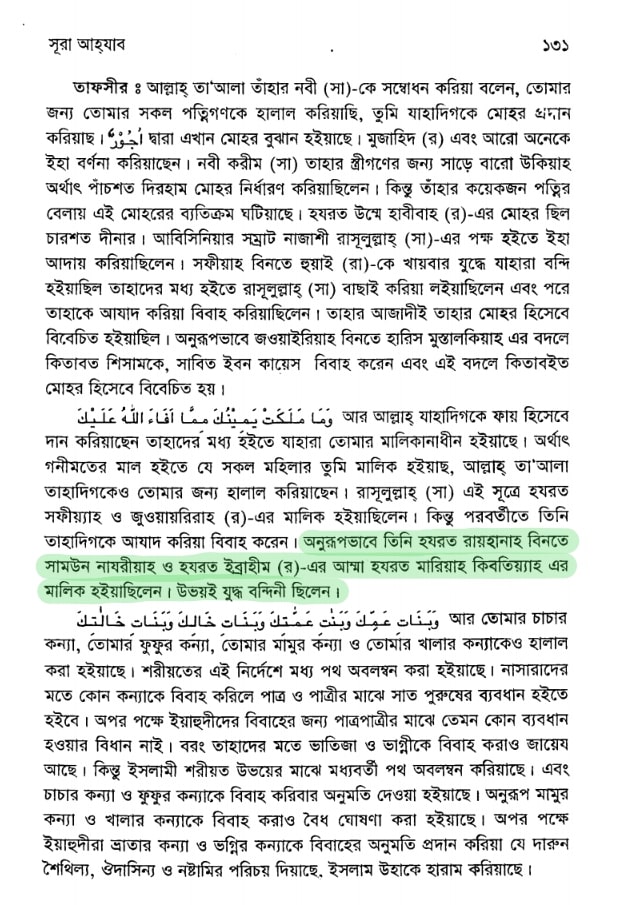 সূরা আহ্‌যাব ১৩১
তাফসীর ঃ আল্লাহ্ তা'আলা তাঁহার নবী (সা)-কে সম্বোধন করিয়া বলেন, তোমার
জন্য তোমার সকল পত্নিগণকে হালাল করিয়াছি, তুমি যাহাদিগকে মোহর প্রদান
করিয়াছ। اُجُوْرَ দ্বারা এখান মোহর বুঝান হইয়াছে। মুজাহিদ (র) এবং আরো অনেকে
ইহা বর্ণনা করিয়াছেন। নবী করীম (সা) তাহার স্ত্রীগণের জন্য সাড়ে বারো উকিয়াহ
অর্থাৎ পাঁচশত দিরহাম মোহর নির্ধারণ করিয়াছিলেন। কিন্তু তাঁহার কয়েকজন পত্নির
বেলায় এই মোহরের ব্যতিক্রম ঘটিয়াছে। হযরত উম্মে হাবীবাহ (র)-এর মোহর ছিল
চারশত দীনার। আবিসিনিয়ার সম্রাট নাজাশী রাসূলুল্লাহ্ (সা)-এর পক্ষ হইতে ইহা
আদায় করিয়াছিলেন। সফীয়াহ বিনতে হুয়াই (রা)-কে খায়বার যুদ্ধে যাহারা বন্দি
হইয়াছিল তাহাদের মধ্য হইতে রাসূলুল্লাহ্ (সা) বাছাই করিয়া লইয়াছিলেন এবং পরে
তাহাকে আযাদ করিয়া বিবাহ করিয়াছিলেন। তাহার আজাদীই তাহার মোহর হিসেবে
বিবেচিত হইয়াছিল। অনুরূপভাবে জওয়াইরিয়াহ বিনতে হারিস মুস্তালকিয়াহ এর বদলে
কিতাবত শিসামকে, সাবিত ইবন কায়েস বিবাহ করেন এবং এই বদলে কিতাবইত
মোহর হিসেবে বিবেচিত হয়।
وَمَا مَلَكَتْ يَمِيْنُكَ مِمَّا اَفَاءَ اللّٰهُ عَلَيْكَ আর আল্লাহ্ যাহাদিগকে ফায় হিসেবে
দান করিয়াছেন তাহাদের মধ্য হইতে যাহারা তোমার মালিকানাধীন হইয়াছে। অর্থাৎ
গনীমতের মাল হইতে যে সকল মহিলার তুমি মালিক হইয়াছ, আল্লাহ্ তা'আলা
তাহাদিগকেও তোমার জন্য হালাল করিয়াছেন। রাসূলুল্লাহ্ (সা) এই সূত্রে হযরত
সফীয়্যাহ ও জুওয়ায়রিয়াহ (র)-এর মালিক হইয়াছিলেন। কিন্তু পরবর্তীতে তিনি
তাহাদিগকে আযাদ করিয়া বিবাহ করেন। অনুরূপভাবে তিনি হযরত রায়হানাহ বিনতে
সামউন নাযরীয়াহ ও হযরত ইব্রাহীম (র)-এর আম্মা হযরত মারিয়াহ কিবতিয়্যাহ এর
মালিক হইয়াছিলেন। উভয়ই যুদ্ধ বন্দিনী ছিলেন।
وَبَنَاتِ عَمِّكَ وَبَنٰتِ عَمّٰتِكَ وَبَنَاتِ خَالِكَ وَبَنَاتِ خَالٰتِكَ আর তোমার চাচার
কন্যা, তোমার ফুফুর কন্যা, তোমার মামুর কন্যা ও তোমার খালার কন্যাকেও হালাল
করা হইয়াছে। শরীয়তের এই নির্দেশে মধ্য পথ অবলম্বন করা হইয়াছে। নাসারাদের
মতে কোন কন্যাকে বিবাহ করিলে পাত্র ও পাত্রীর মাঝে সাত পুরুষের ব্যবধান হইতে
হইবে। অপর পক্ষে ইয়াহুদীদের বিবাহের জন্য পাত্রপাত্রীর মাঝে তেমন কোন ব্যবধান
হওয়ার বিধান নাই। বরং তাহাদের মতে ভাতিজা ও ভাগ্নীকে বিবাহ করাও জায়েয
আছে। কিন্তু ইসলামী শরীয়ত উভয়ের মাঝে মধ্যবর্তী পথ অবলম্বন করিয়াছে। এবং
চাচার কন্যা ও ফুফুর কন্যাকে বিবাহ করিবার অনুমতি দেওয়া হইয়াছে। অনুরূপ মামুর
কন্যা ও খালার কন্যাকে বিবাহ করাও বৈধ ঘোষণা করা হইয়াছে। অপর পক্ষে
ইয়াহুদীরা ভ্রাতার কন্যা ও ভগ্নির কন্যাকে বিবাহের অনুমতি প্রদান করিয়া যে দারুন
শৈথিল্য, ঔদাসিন্য ও নষ্টামির পরিচয় দিয়াছে, ইসলাম উহাকে হারাম করিয়াছে।